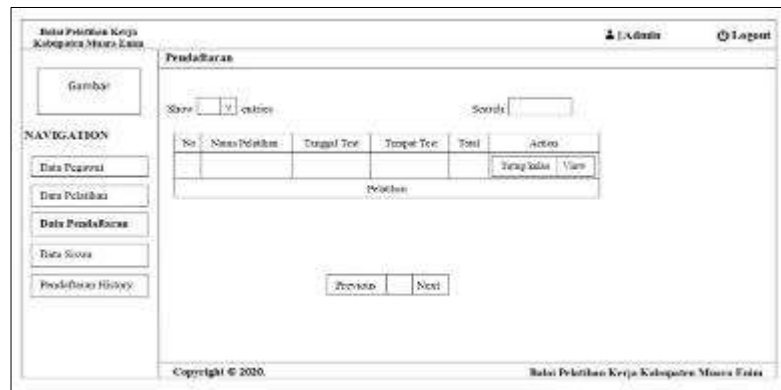 Balai Pelatihan Kerja
Kabupaten Muara Enim
| Admin
Logout
Pendaftaran
Gambar
Show entries
Search
NAVIGATION
No Nama Pelatihan Tanggal Test Tempat Test Total Action
Tutup kelas View
Pelatihan
Data Pegawai
Data Pelatihan
Data Pendaftaran
Data Siswa
Pendaftaran History
Previous Next
Copyright © 2020.
Balai Pelatihan Kerja Kabupaten Muara Enim